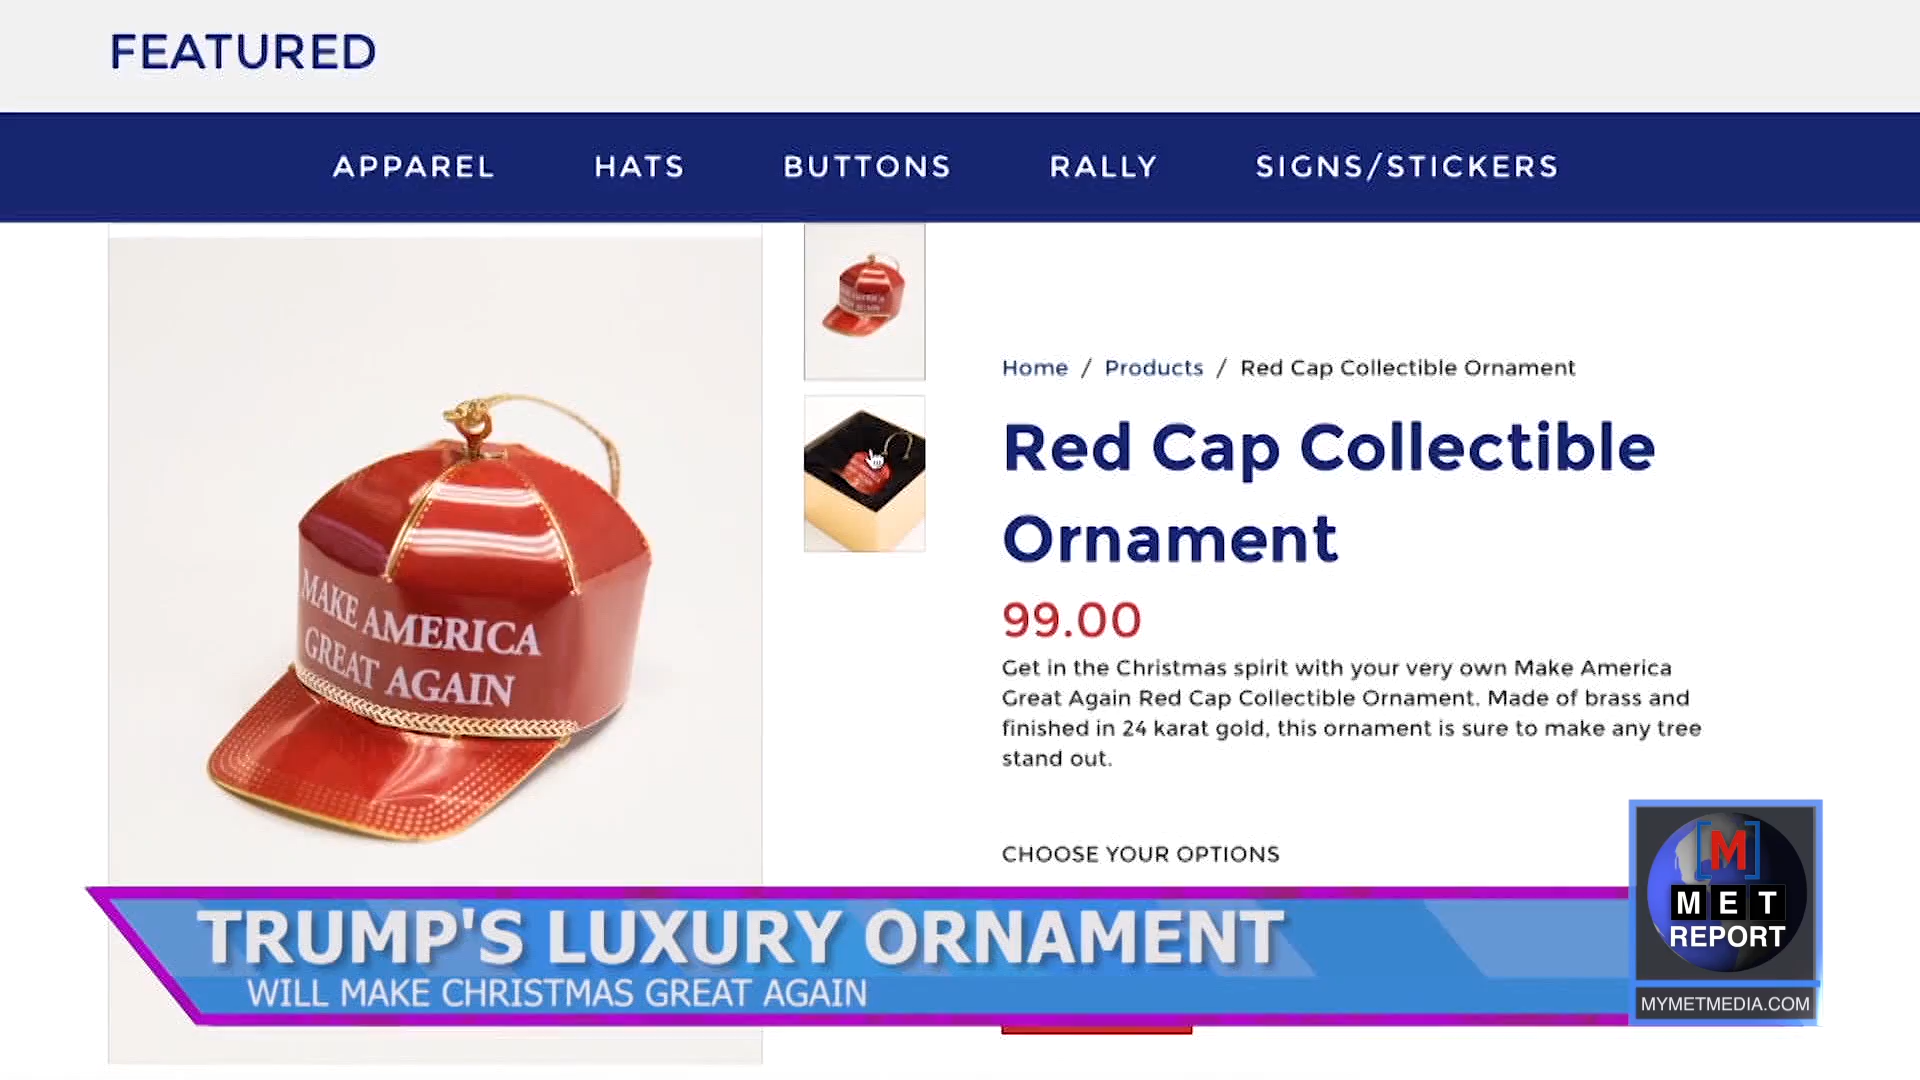 FEATURED
APPAREL HATS BUTTONS RALLY SIGNS/STICKERS
MAKE AMERICA
GREAT AGAIN
Home / Products / Red Cap Collectible Ornament
Red Cap Collectible
Ornament
99.00
Get in the Christmas spirit with your very own Make America
Great Again Red Cap Collectible Ornament. Made of brass and
finished in 24 karat gold, this ornament is sure to make any tree
stand out.
CHOOSE YOUR OPTIONS
TRUMP'S LUXURY ORNAMENT
WILL MAKE CHRISTMAS GREAT AGAIN
[M]
MET
REPORT
MYMETMEDIA.COM